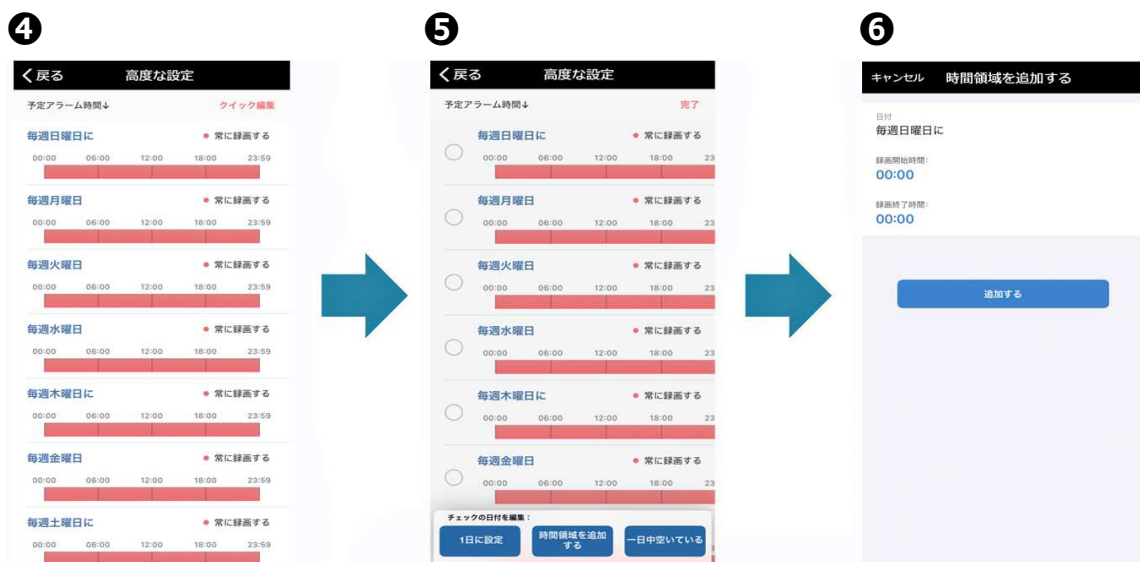 ❹
く戻る 高度な設定
予定アラーム時間↓ クイック編集
毎週日曜日に ● 常に録画する
00:00 06:00 12:00 18:00 23:59
毎週月曜日 ● 常に録画する
00:00 06:00 12:00 18:00 23:59
毎週火曜日 ● 常に録画する
00:00 06:00 12:00 18:00 23:59
毎週水曜日 ● 常に録画する
00:00 06:00 12:00 18:00 23:59
毎週木曜日に ● 常に録画する
00:00 06:00 12:00 18:00 23:59
毎週金曜日 ● 常に録画する
00:00 06:00 12:00 18:00 23:59
毎週土曜日に ● 常に録画する
00:00 06:00 12:00 18:00 23:59
❺
く戻る 高度な設定
予定アラーム時間↓ 完了
毎週日曜日に ● 常に録画する
00:00 06:00 12:00 18:00 23
毎週月曜日 ● 常に録画する
00:00 06:00 12:00 18:00 23
毎週火曜日 ● 常に録画する
00:00 06:00 12:00 18:00 23
毎週水曜日 ● 常に録画する
00:00 06:00 12:00 18:00 23
毎週木曜日に ● 常に録画する
00:00 06:00 12:00 18:00 23
毎週金曜日 ● 常に録画する
00:00 06:00 12:00 18:00 23
チェックの日付を編集：
1日に設定
時間領域を追加
する
一日中空いている
❻
キャンセル 時間領域を追加する
日付
毎週日曜日に
録画開始時間:
00:00
録画終了時間:
00:00
追加する